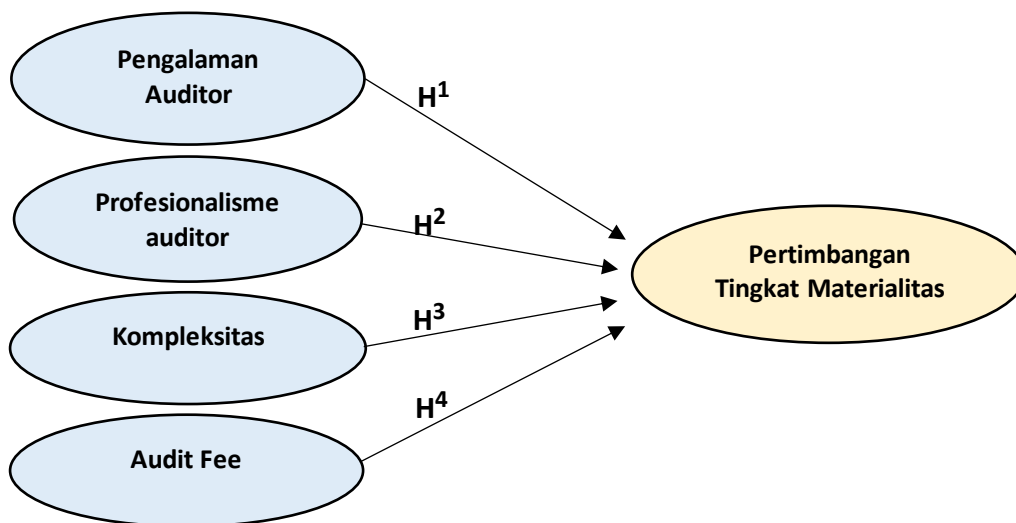 Pengalaman
Auditor
H¹
Profesionalisme
auditor
H²
Kompleksitas
H³
Audit Fee
H⁴
Pertimbangan
Tingkat Materialitas